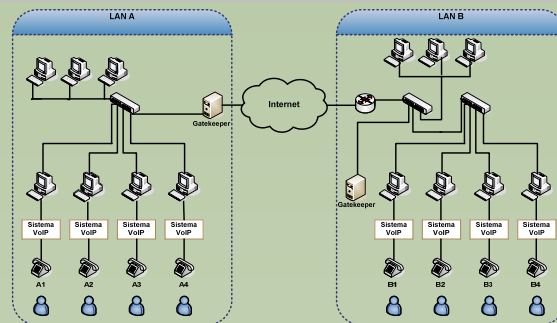 LAN A
LAN B
Internet
Gatekeeper
Gatekeeper
Sistema
VoIP
Sistema
VoIP
Sistema
VoIP
Sistema
VoIP
Sistema
VoIP
Sistema
VoIP
Sistema
VoIP
Sistema
VoIP
A1
A2
A3
A4
B1
B2
B3
B4